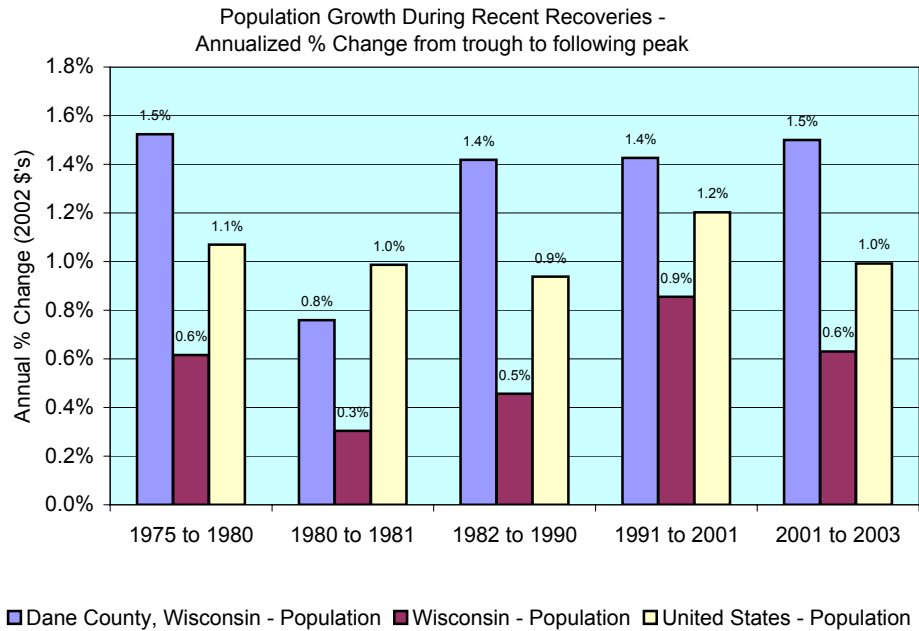 Population Growth During Recent Recoveries -
Annualized % Change from trough to following peak
Annual % Change (2002 $'s)
1.8%
1.6%
1.4%
1.2%
1.0%
0.8%
0.6%
0.4%
0.2%
0.0%
1.5%
0.6%
1.1%
0.8%
0.3%
1.0%
1.4%
0.5%
0.9%
1.4%
0.9%
1.2%
1.5%
0.6%
1.0%
1975 to 1980
1980 to 1981
1982 to 1990
1991 to 2001
2001 to 2003
Dane County, Wisconsin - Population
Wisconsin - Population
United States - Population